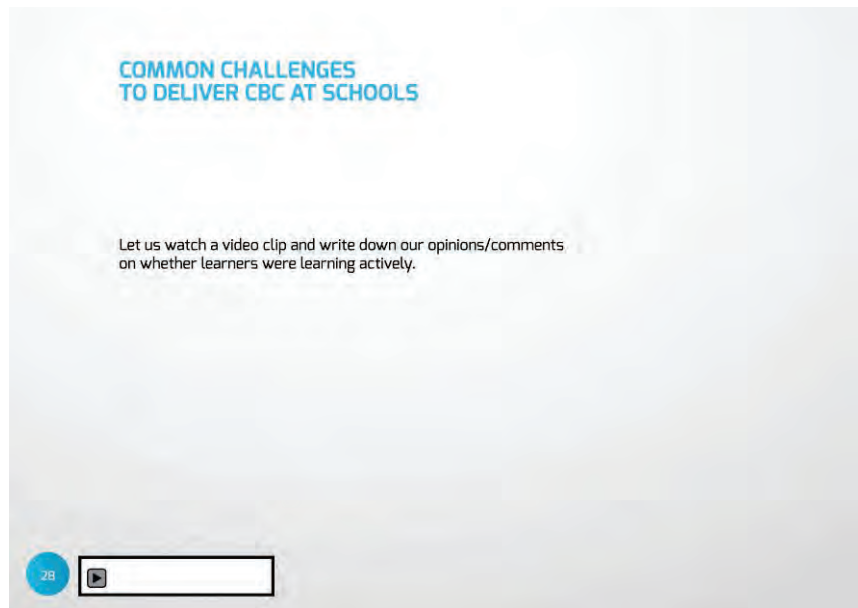 COMMON CHALLENGES
TO DELIVER CBC AT SCHOOLS
Let us watch a video clip and write down our opinions/comments
on whether learners were learning actively.
28